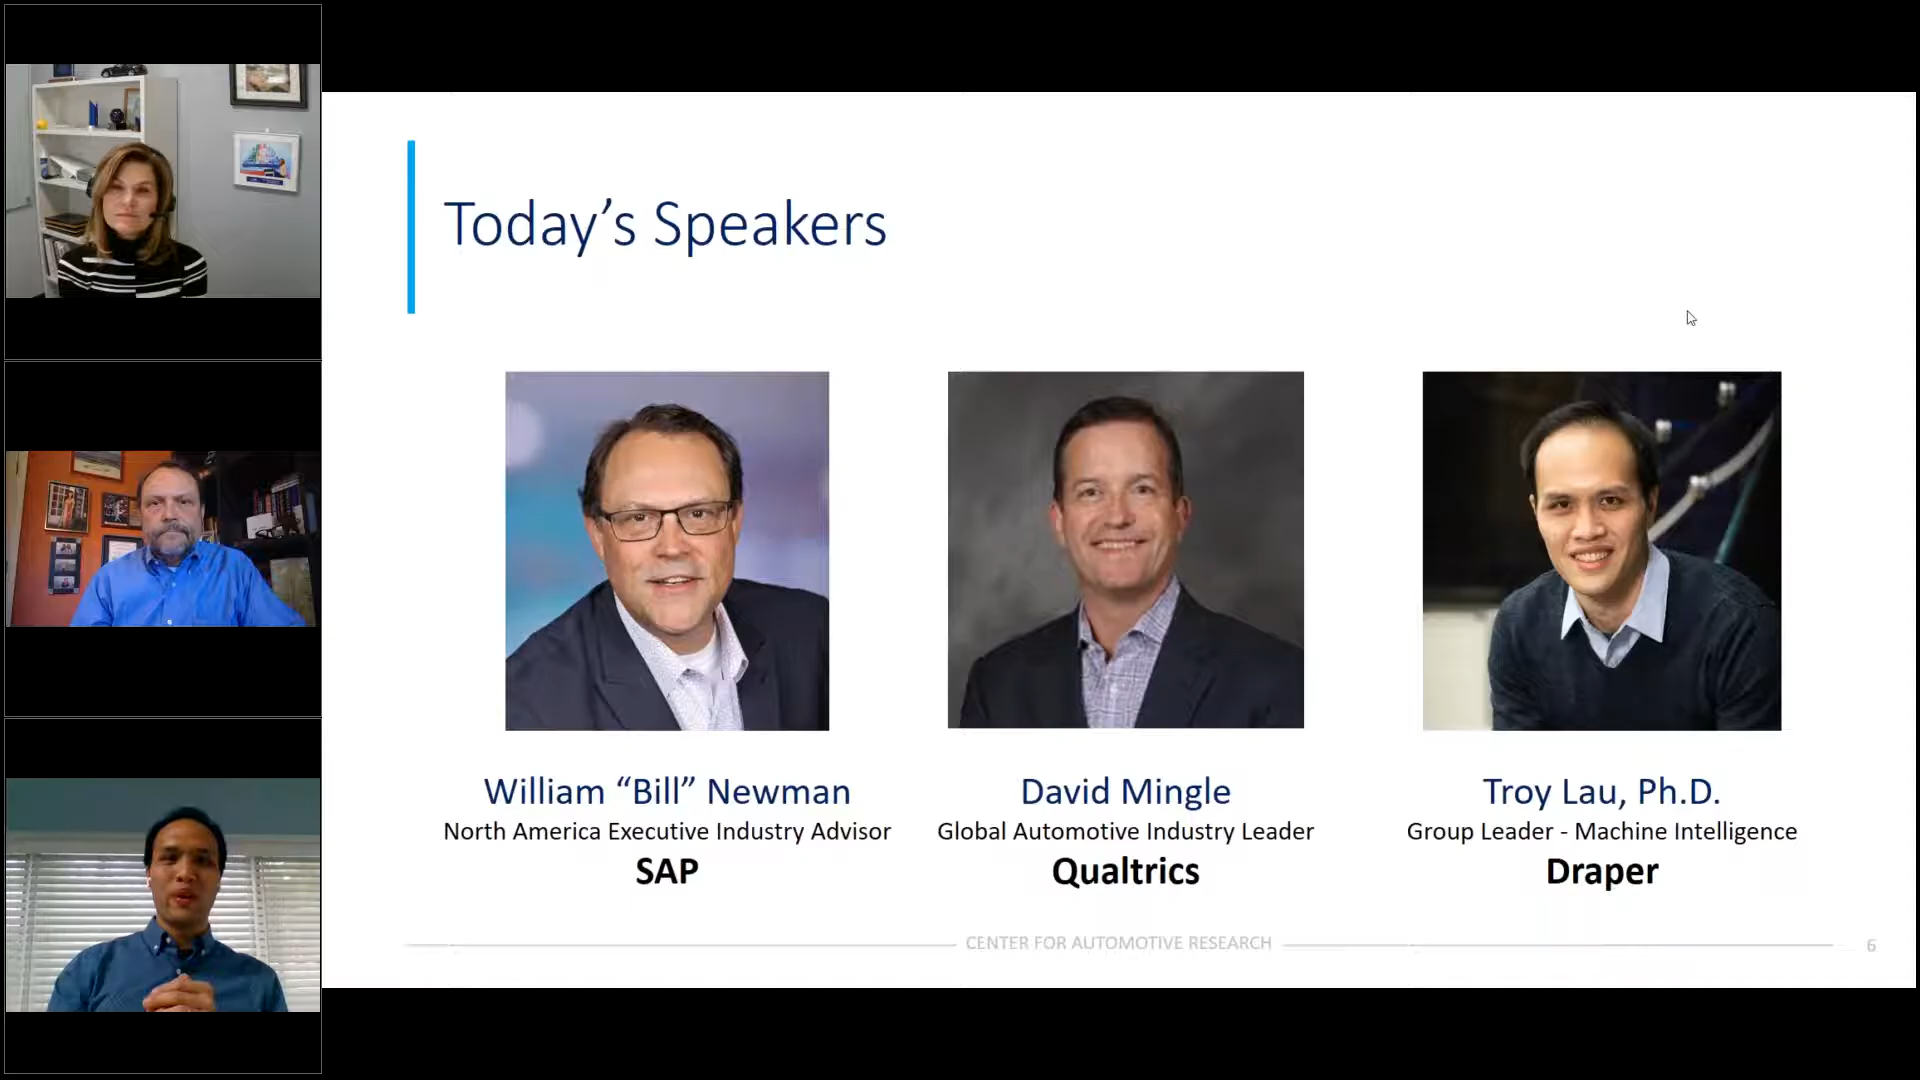 Today’s Speakers
William “Bill” Newman
North America Executive Industry Advisor
SAP
David Mingle
Global Automotive Industry Leader
Qualtrics
Troy Lau, Ph.D.
Group Leader - Machine Intelligence
Draper
CENTER FOR AUTOMOTIVE RESEARCH
6